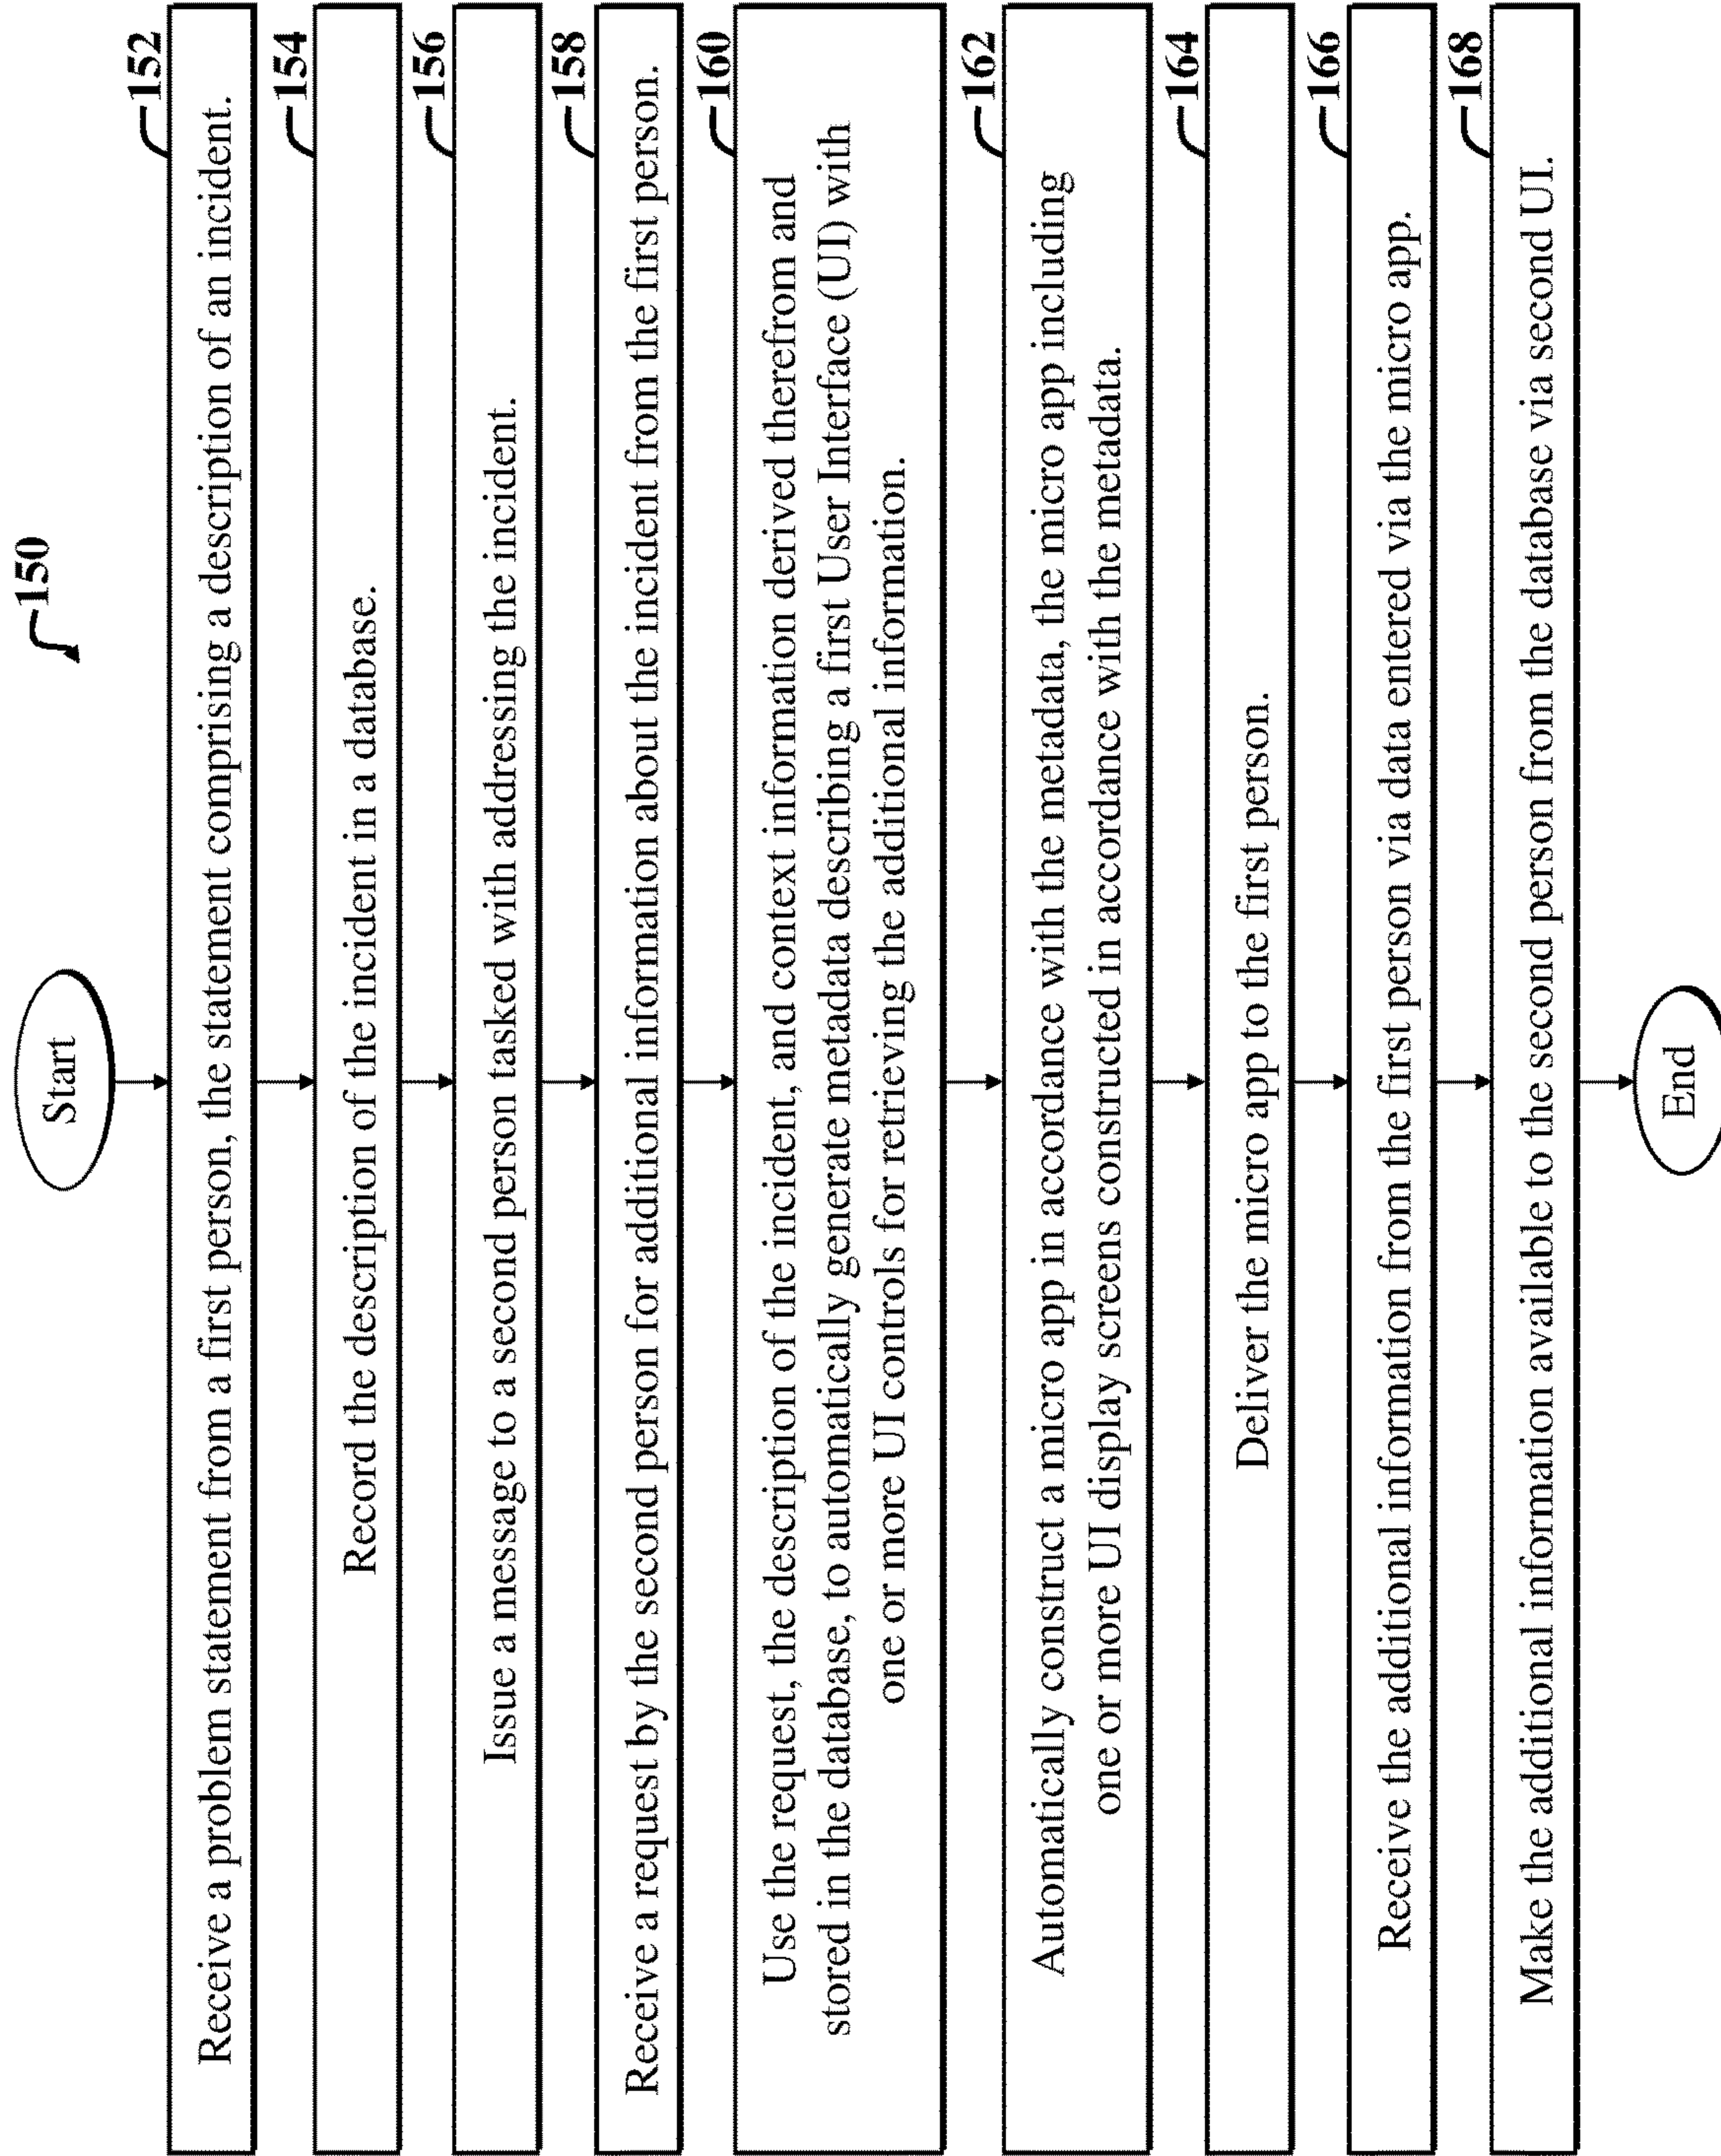 150
Start
152
Receive a problem statement from a first person, the statement comprising a description of an incident.
154
Record the description of the incident in a database.
156
Issue a message to a second person tasked with addressing the incident.
158
Receive a request by the second person for additional information about the incident from the first person.
160
Use the request, the description of the incident, and context information derived therefrom and
stored in the database, to automatically generate metadata describing a first User Interface (UI) with
one or more UI controls for retrieving the additional information.
162
Automatically construct a micro app in accordance with the metadata, the micro app including
one or more UI display screens constructed in accordance with the metadata.
164
Deliver the micro app to the first person.
166
Receive the additional information from the first person via data entered via the micro app.
168
Make the additional information available to the second person from the database via second UI.
End